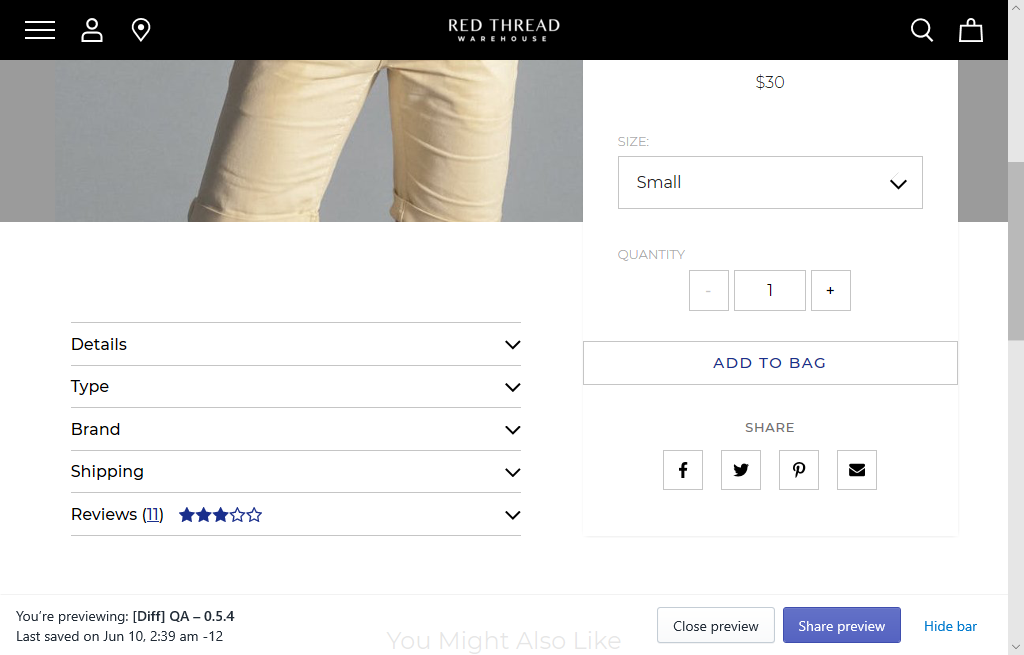 RED THREAD
WAREHOUSE
$30
SIZE:
Small
QUANTITY
- 1 +
ADD TO BAG
SHARE
Details
Type
Brand
Shipping
Reviews (11)
You Might Also Like
You’re previewing: [Diff] QA – 0.5.4
Last saved on Jun 10, 2:39 am -12
Close preview
Share preview
Hide bar